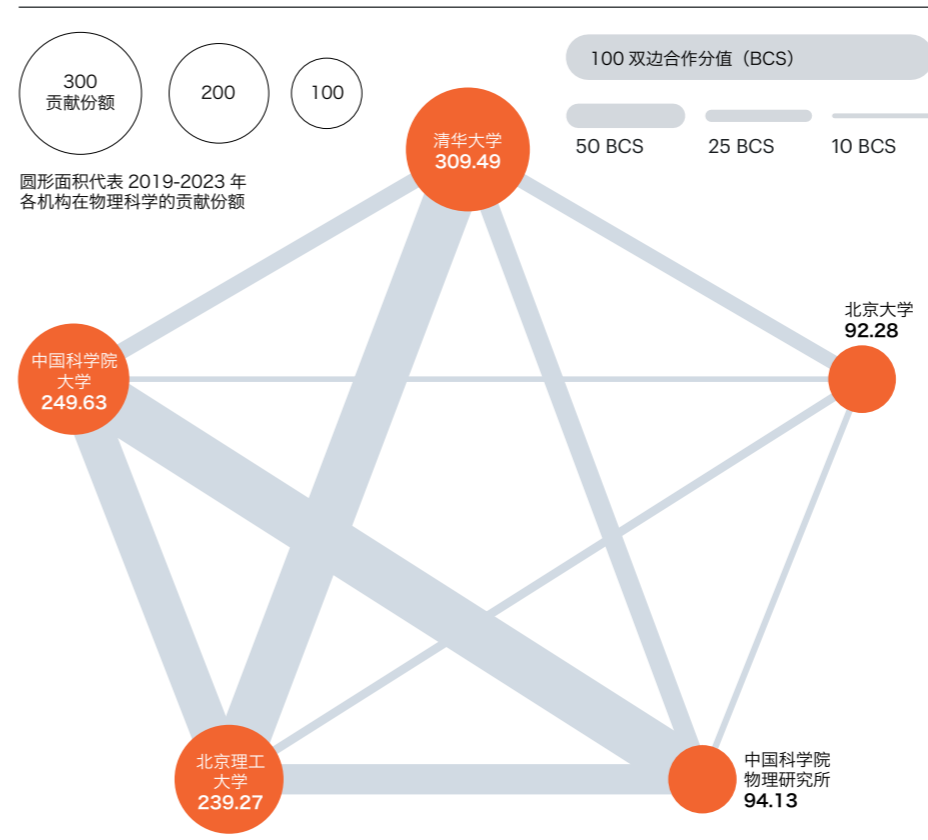 300
贡献份额
200
100
圆形面积代表 2019-2023 年
各机构在物理科学的贡献份额
100 双边合作分值（BCS）
50 BCS
25 BCS
10 BCS
清华大学
309.49
北京大学
92.28
中国科学院
大学
249.63
北京理工
大学
239.27
中国科学院
物理研究所
94.13